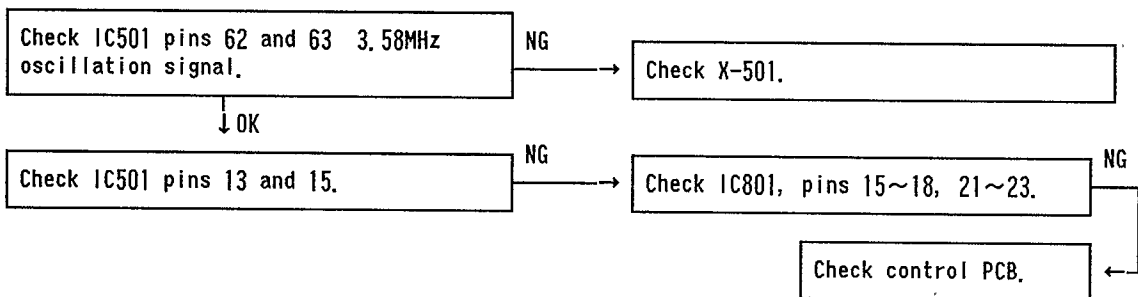 Check IC501 pins 62 and 63 3.58MHz
oscillation signal.
NG
Check X-501.
OK
Check IC501 pins 13 and 15.
NG
Check IC801, pins 15~18, 21~23.
NG
Check control PCB.